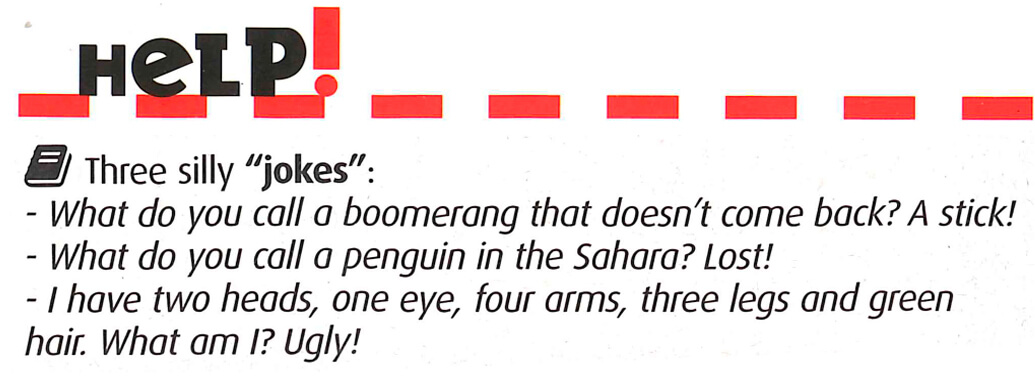 HeLP!
Three silly “jokes”:
- What do you call a boomerang that doesn’t come back? A stick!
- What do you call a penguin in the Sahara? Lost!
- I have two heads, one eye, four arms, three legs and green
hair. What am I? Ugly!